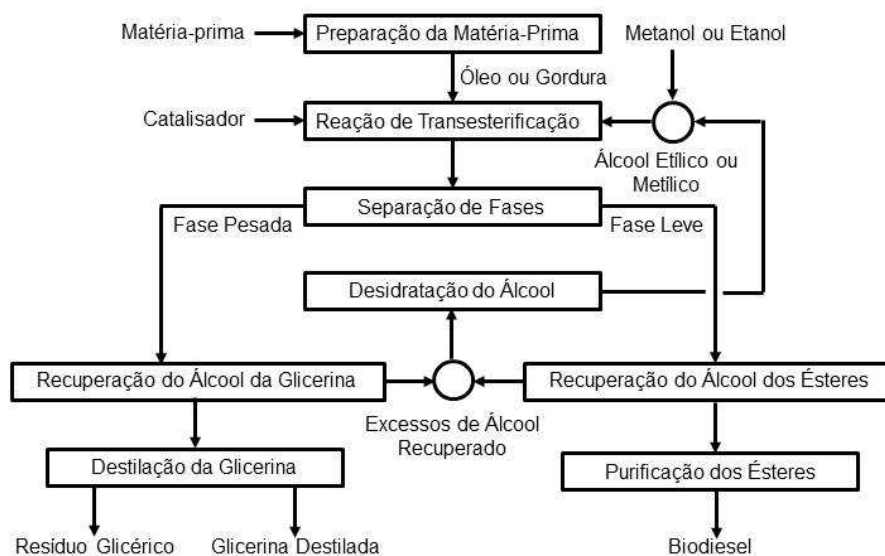 Matéria-prima
Preparação da Matéria-Prima
Metanol ou Etanol
Óleo ou Gordura
Catalisador
Reação de Transesterificação
Álcool Etílico ou
Metílico
Separação de Fases
Fase Pesada
Fase Leve
Desidratação do Álcool
Recuperação do Álcool da Glicerina
Recuperação do Álcool dos Ésteres
Excessos de Álcool
Recuperado
Destilação da Glicerina
Purificação dos Ésteres
Resíduo Glicérico
Glicerina Destilada
Biodiesel